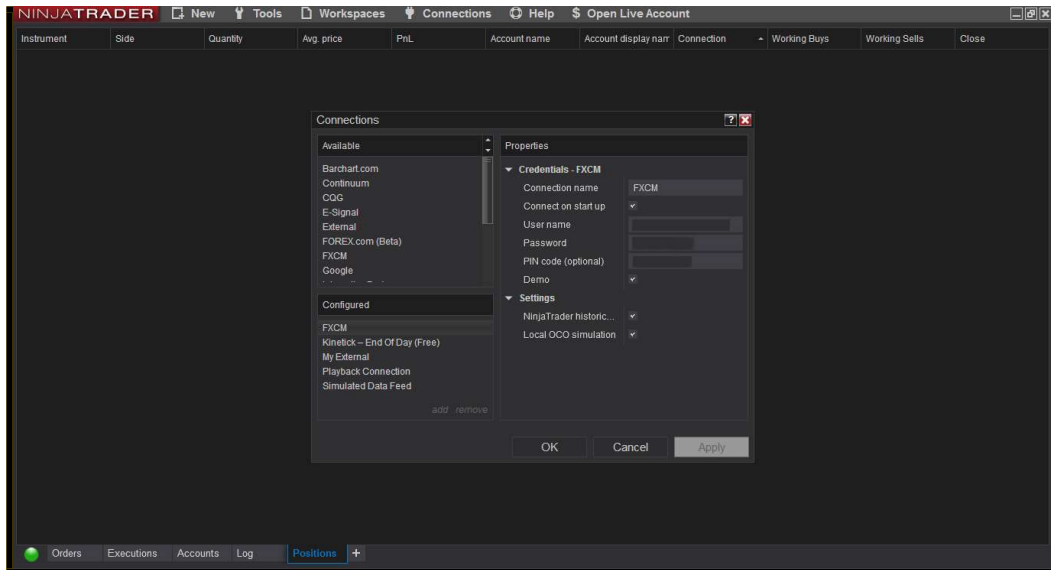 NINJATRADER New Tools Workspaces Connections Help $ Open Live Account
Instrument Side Quantity Avg. price PnL Account name Account display nam Connection Working Buys Working Sells Close
Connections ?
Available
Barchart.com
Continuum
CQG
E-Signal
External
FOREX.com (Beta)
FXCM
Google
Configured
FXCM
Kinetick – End Of Day (Free)
My External
Playback Connection
Simulated Data Feed
add remove
Properties
Credentials - FXCM
Connection name FXCM
Connect on start up
User name
Password
PIN code (optional)
Demo
Settings
NinjaTrader historic...
Local OCO simulation
OK Cancel Apply
Orders Executions Accounts Log Positions +